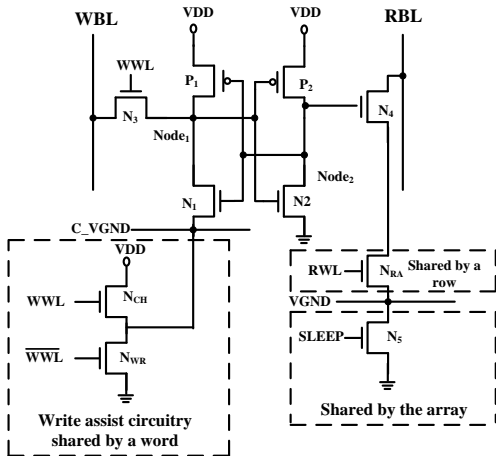 WBL
VDD
VDD
RBL
WWL
P1
P2
N3
N4
Node1
Node2
N1
N2
C_VGND
VDD
WWL
NCH
WWL
NWR
Write assist circuitry
shared by a word
RWL
NRA
Shared by a
row
VGND
SLEEP
N5
Shared by the array